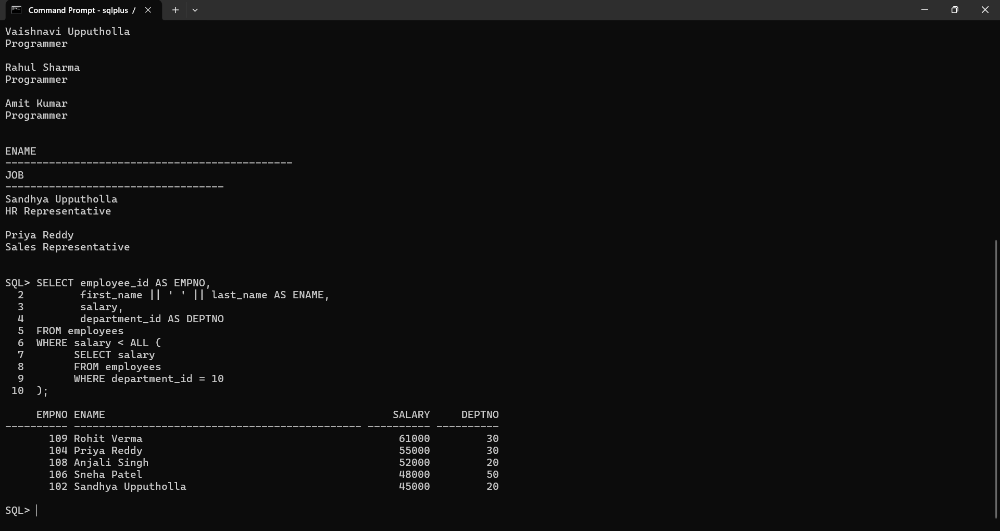 Command Prompt - sqlplus /
Vaishnavi Upputholla
Programmer
Rahul Sharma
Programmer
Amit Kumar
Programmer
ENAME
----------------------------------------------
JOB
-----------------------------------
Sandhya Upputholla
HR Representative
Priya Reddy
Sales Representative
SQL> SELECT employee_id AS EMPNO,
  2         first_name || ' ' || last_name AS ENAME,
  3         salary,
  4         department_id AS DEPTNO
  5  FROM employees
  6  WHERE salary < ALL (
  7        SELECT salary
  8        FROM employees
  9        WHERE department_id = 10
 10  );
     EMPNO ENAME                                              SALARY     DEPTNO
---------- ---------------------------------------------- ---------- ----------
       109 Rohit Verma                                         61000         30
       104 Priya Reddy                                         55000         30
       108 Anjali Singh                                        52000         20
       106 Sneha Patel                                         48000         50
       102 Sandhya Upputholla                                  45000         20
SQL>